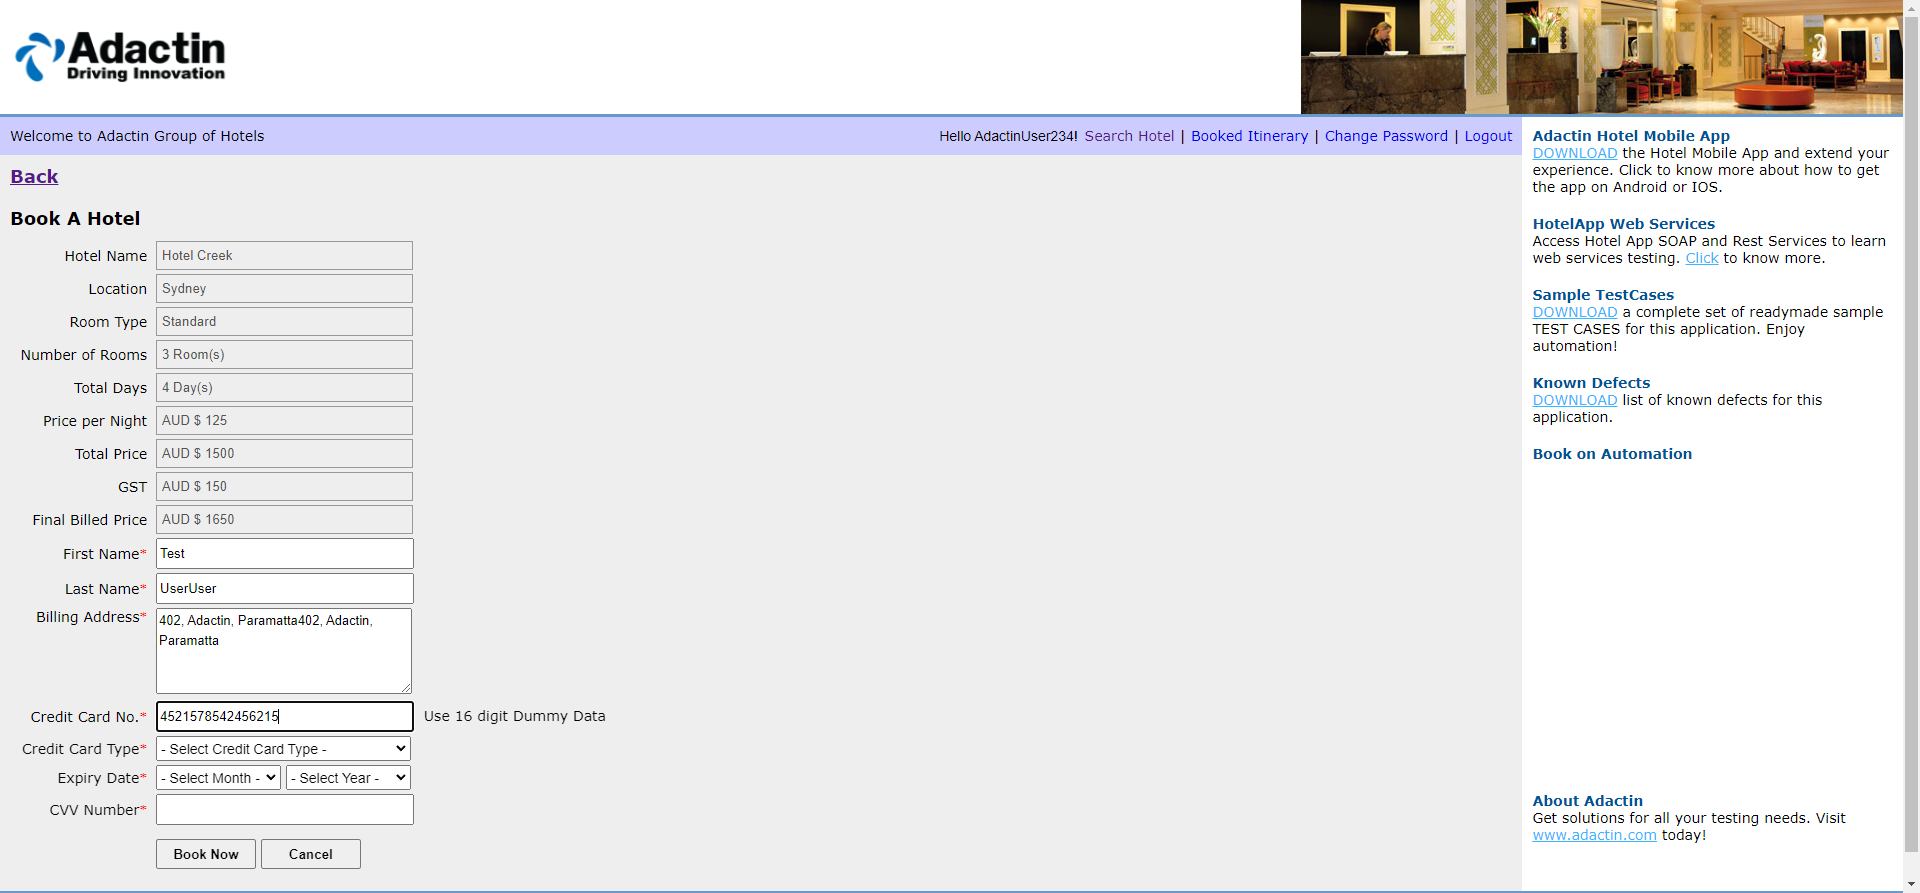 Adactin
Driving Innovation
Welcome to Adactin Group of Hotels
Hello AdactinUser234! Search Hotel | Booked Itinerary | Change Password | Logout
Back
Book A Hotel
Hotel Name Hotel Creek
Location Sydney
Room Type Standard
Number of Rooms 3 Room(s)
Total Days 4 Day(s)
Price per Night AUD $ 125
Total Price AUD $ 1500
GST AUD $ 150
Final Billed Price AUD $ 1650
First Name* Test
Last Name* UserUser
Billing Address* 402, Adactin, Paramatta402, Adactin,
Paramatta
Credit Card No.* 4521578542456215 Use 16 digit Dummy Data
Credit Card Type* - Select Credit Card Type -
Expiry Date* - Select Month - - Select Year -
CVV Number*
Book Now Cancel
Adactin Hotel Mobile App
DOWNLOAD the Hotel Mobile App and extend your
experience. Click to know more about how to get
the app on Android or IOS.
HotelApp Web Services
Access Hotel App SOAP and Rest Services to learn
web services testing. Click to know more.
Sample TestCases
DOWNLOAD a complete set of readymade sample
TEST CASES for this application. Enjoy
automation!
Known Defects
DOWNLOAD list of known defects for this
application.
Book on Automation
About Adactin
Get solutions for all your testing needs. Visit
www.adactin.com today!